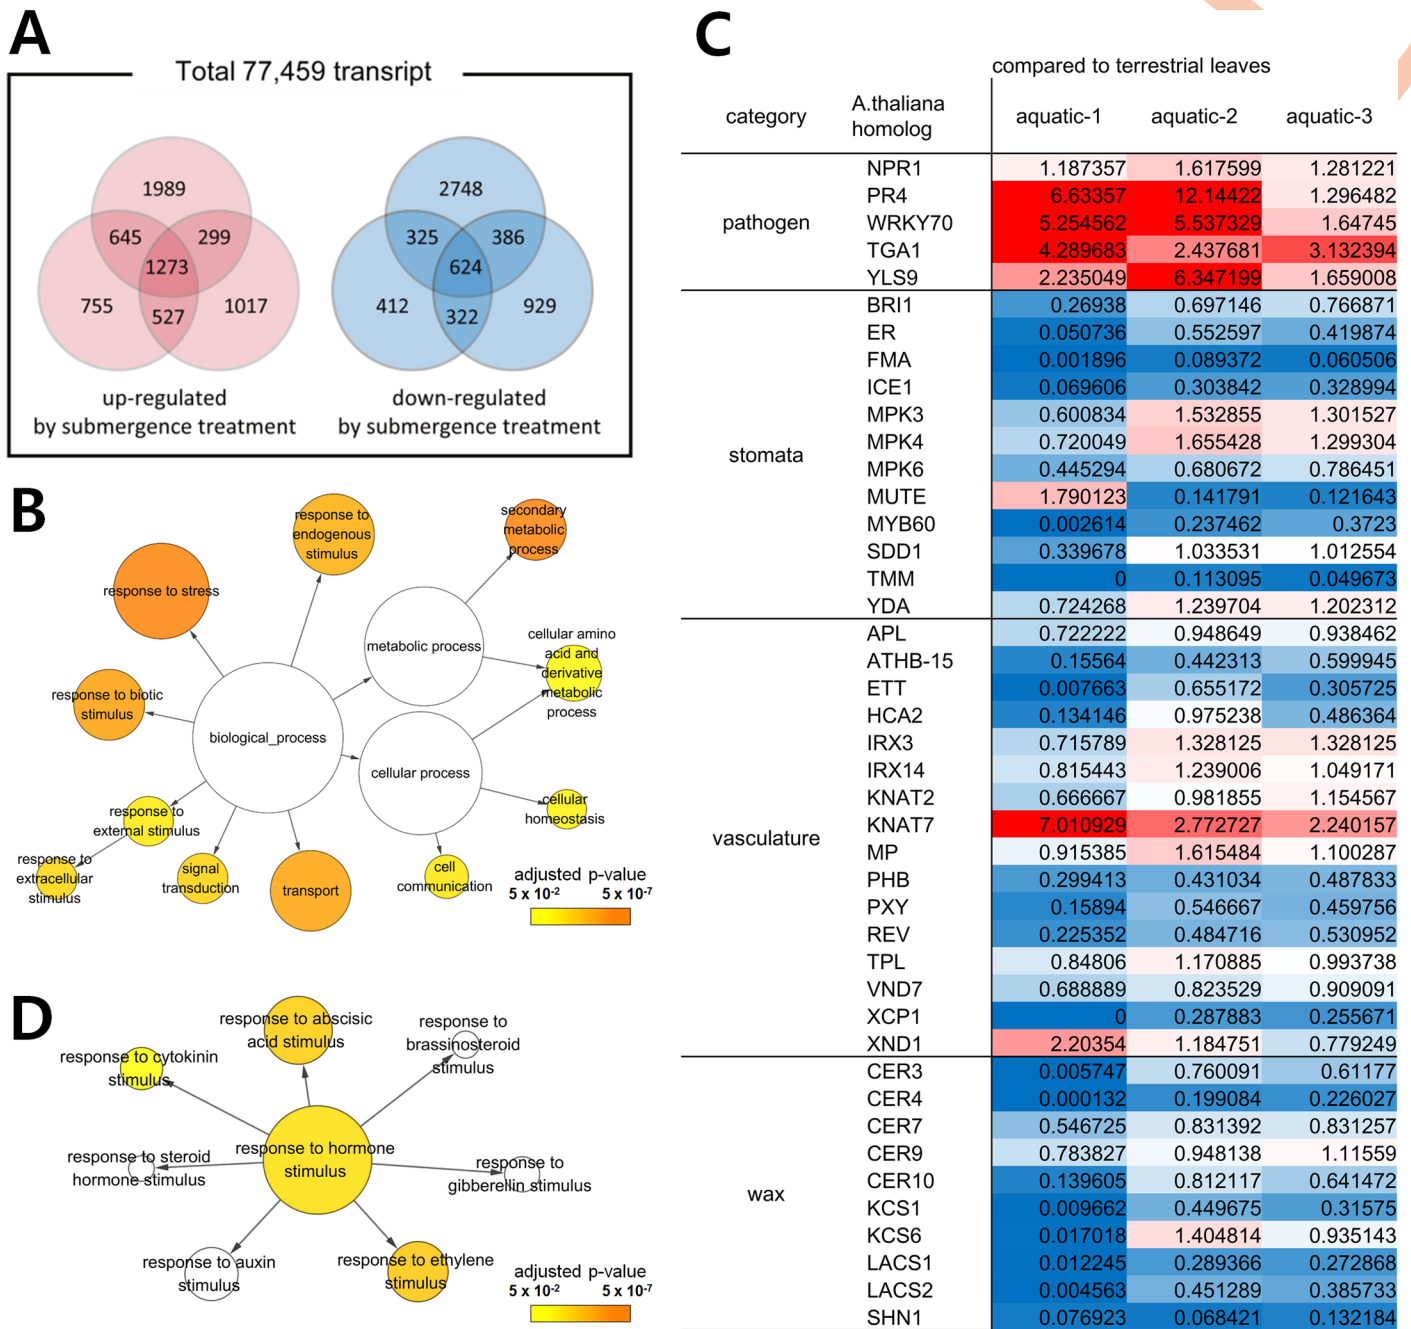 A
Total 77,459 transript
1989
645
299
1273
755
527
1017
up-regulated
by submergence treatment
2748
325
386
624
412
322
929
down-regulated
by submergence treatment
B
response to
endogenous
stimulus
secondary
metabolic
process
response to stress
metabolic process
cellular amino
acid and
derivative
metabolic
process
response to biotic
stimulus
biological_process
cellular process
response to
external stimulus
cellular
homeostasis
response to
extracellular
stimulus
signal
transduction
transport
cell
communication
adjusted p-value
5 x 10-2 5 x 10-7
C
compared to terrestrial leaves
category A.thaliana homolog aquatic-1 aquatic-2 aquatic-3
pathogen
NPR1 1.187357 1.617599 1.281221
PR4 6.63357 12.14422 1.296482
WRKY70 5.254562 5.537329 1.64745
TGA1 4.289683 2.437681 3.132394
YLS9 2.235049 6.347199 1.659008
stomata
BRI1 0.26938 0.697146 0.766871
ER 0.050736 0.552597 0.419874
FMA 0.001896 0.089372 0.060506
ICE1 0.069606 0.303842 0.328994
MPK3 0.600834 1.532855 1.301527
MPK4 0.720049 1.655428 1.299304
MPK6 0.445294 0.680672 0.786451
MUTE 1.790123 0.141791 0.121643
MYB60 0.002614 0.237462 0.3723
SDD1 0.339678 1.033531 1.012554
TMM 0 0.113095 0.049673
YDA 0.724268 1.239704 1.202312
vasculature
APL 0.722222 0.948649 0.938462
ATHB-15 0.15564 0.442313 0.599945
ETT 0.007663 0.655172 0.305725
HCA2 0.134146 0.975238 0.486364
IRX3 0.715789 1.328125 1.328125
IRX14 0.815443 1.239006 1.049171
KNAT2 0.666667 0.981855 1.154567
KNAT7 7.010929 2.772727 2.240157
MP 0.915385 1.615484 1.100287
PHB 0.299413 0.431034 0.487833
PXY 0.15894 0.546667 0.459756
REV 0.225352 0.484716 0.530952
TPL 0.84806 1.170885 0.993738
VND7 0.688889 0.823529 0.909091
XCP1 0 0.287883 0.255671
XND1 2.20354 1.184751 0.779249
wax
CER3 0.005747 0.760091 0.61177
CER4 0.000132 0.199084 0.226027
CER7 0.546725 0.831392 0.831257
CER9 0.783827 0.948138 1.11559
CER10 0.139605 0.812117 0.641472
KCS1 0.009662 0.449675 0.31575
KCS6 0.017018 1.404814 0.935143
LACS1 0.012245 0.289366 0.272868
LACS2 0.004563 0.451289 0.385733
SHN1 0.076923 0.068421 0.132184
D
response to abscisic
acid stimulus
response to
brassinosteroid
stimulus
response to cytokinin
stimulus
response to hormone
stimulus
response to steroid
hormone stimulus
response to
gibberellin stimulus
response to auxin
stimulus
response to ethylene
stimulus
adjusted p-value
5 x 10-2 5 x 10-7